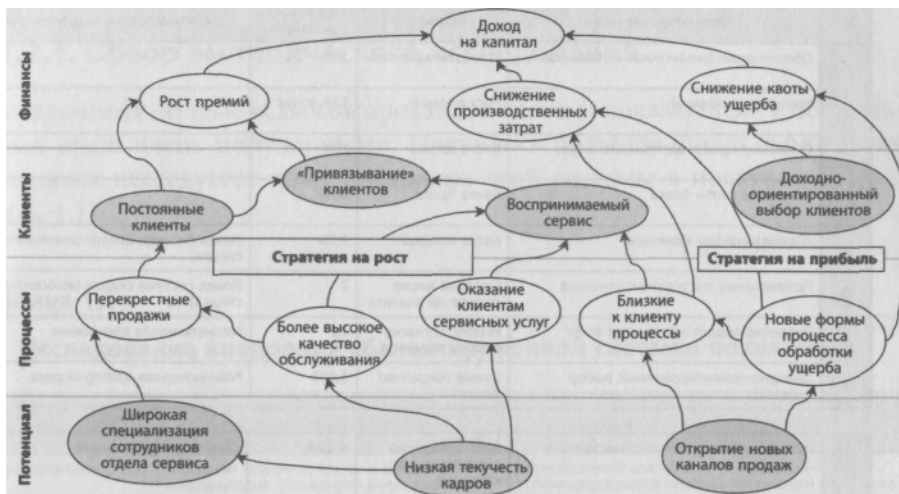 Доход
на капитал
Финансы
Рост премий
Снижение
производственных
затрат
Снижение квоты
ущерба
Клиенты
«Привязывание»
клиентов
Постоянные
клиенты
Воспринимаемый
сервис
Доходно-
ориентированный
выбор клиентов
Стратегия на рост
Стратегия на прибыль
Процессы
Перекрестные
продажи
Более высокое
качество
обслуживания
Оказание
клиентам
сервисных услуг
Близкие
к клиенту
процессы
Новые формы
процесса
обработки
ущерба
Потенциал
Широкая
специализация
сотрудников
отдела сервиса
Низкая текучесть
кадров
Открытие новых
каналов продаж